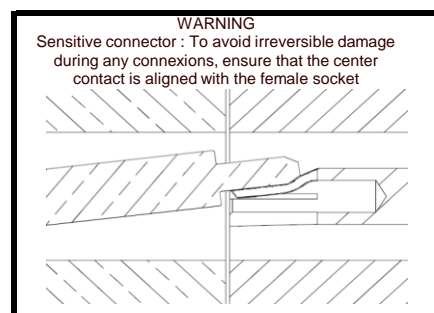 WARNING
Sensitive connector : To avoid irreversible damage
during any connexions, ensure that the center
contact is aligned with the female socket